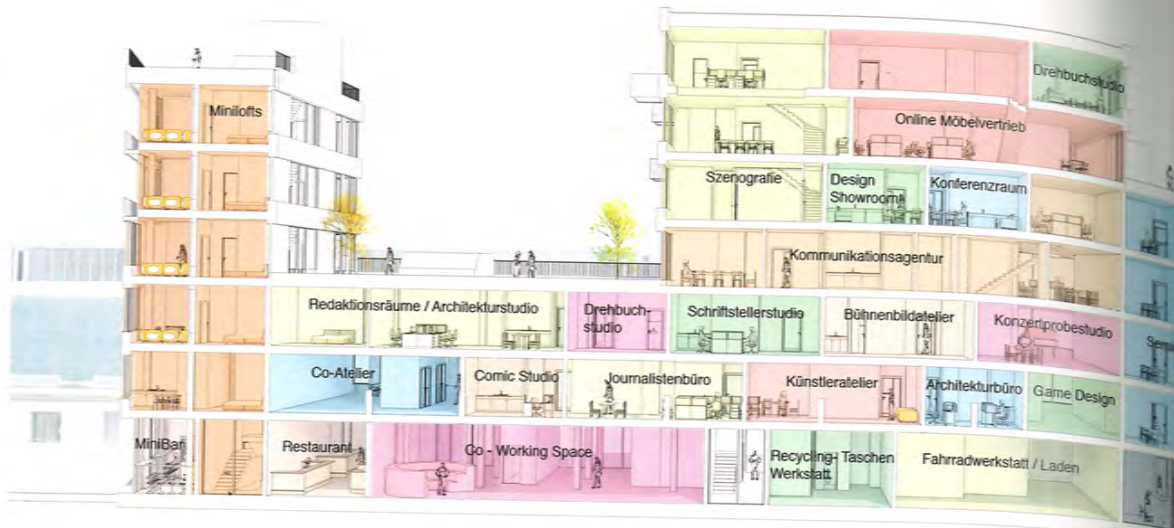 Drehbuchstudio
Minilofts
Online Möbelvertrieb
Szenografie
Design
Showroom
Konferenzraum
Kommunikationsagentur
Redaktionsräume / Architekturstudio
Drehbuch-
studio
Schriftstellerstudio
Bühnenbildatelier
Konzertprobestudio
Co-Atelier
Comic Studio
Journalistenbüro
Künstleratelier
Architekturbüro
Game Design
MiniBar
Restaurant
Co - Working Space
Recycling- Taschen
Werkstatt
Fahrradwerkstatt / Laden